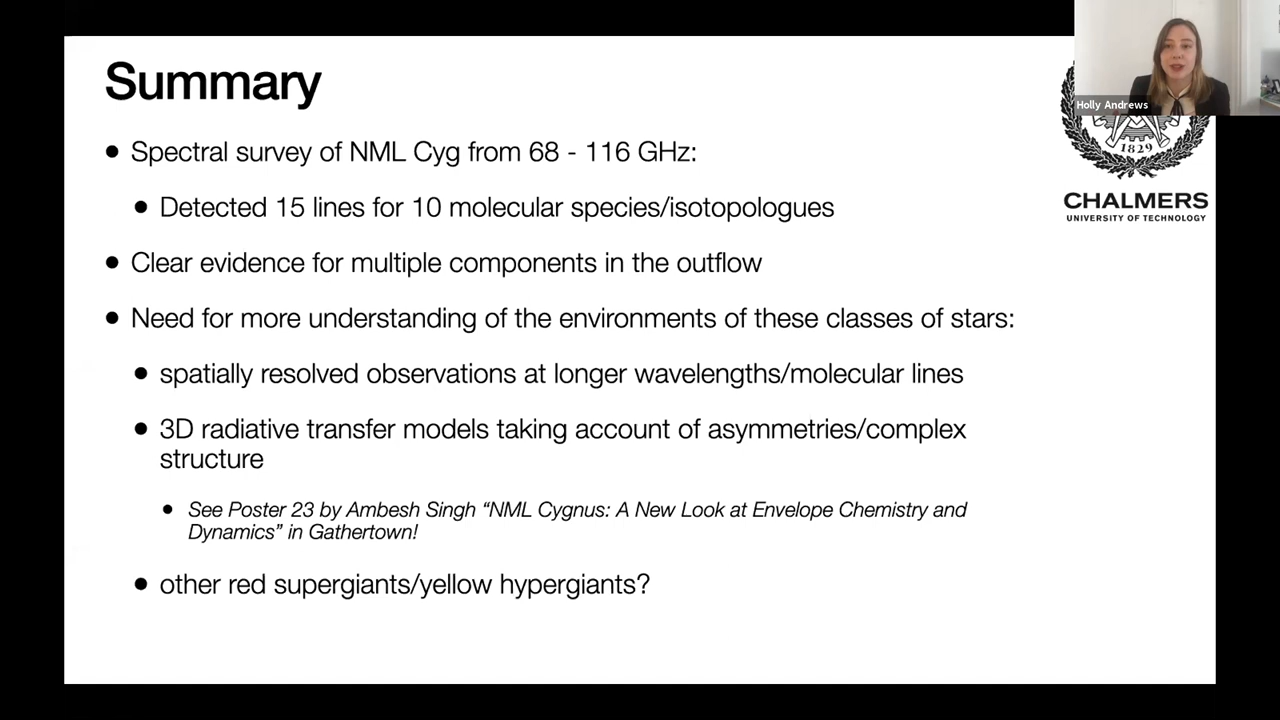 Summary
Holly Andrews
• Spectral survey of NML Cyg from 68 - 116 GHz:
1829
• Detected 15 lines for 10 molecular species/isotopologues
CHALMERS
UNIVERSITY OF TECHNOLOGY
• Clear evidence for multiple components in the outflow
• Need for more understanding of the environments of these classes of stars:
• spatially resolved observations at longer wavelengths/molecular lines
• 3D radiative transfer models taking account of asymmetries/complex
structure
• See Poster 23 by Ambesh Singh “NML Cygnus: A New Look at Envelope Chemistry and
Dynamics” in Gathertown!
• other red supergiants/yellow hypergiants?